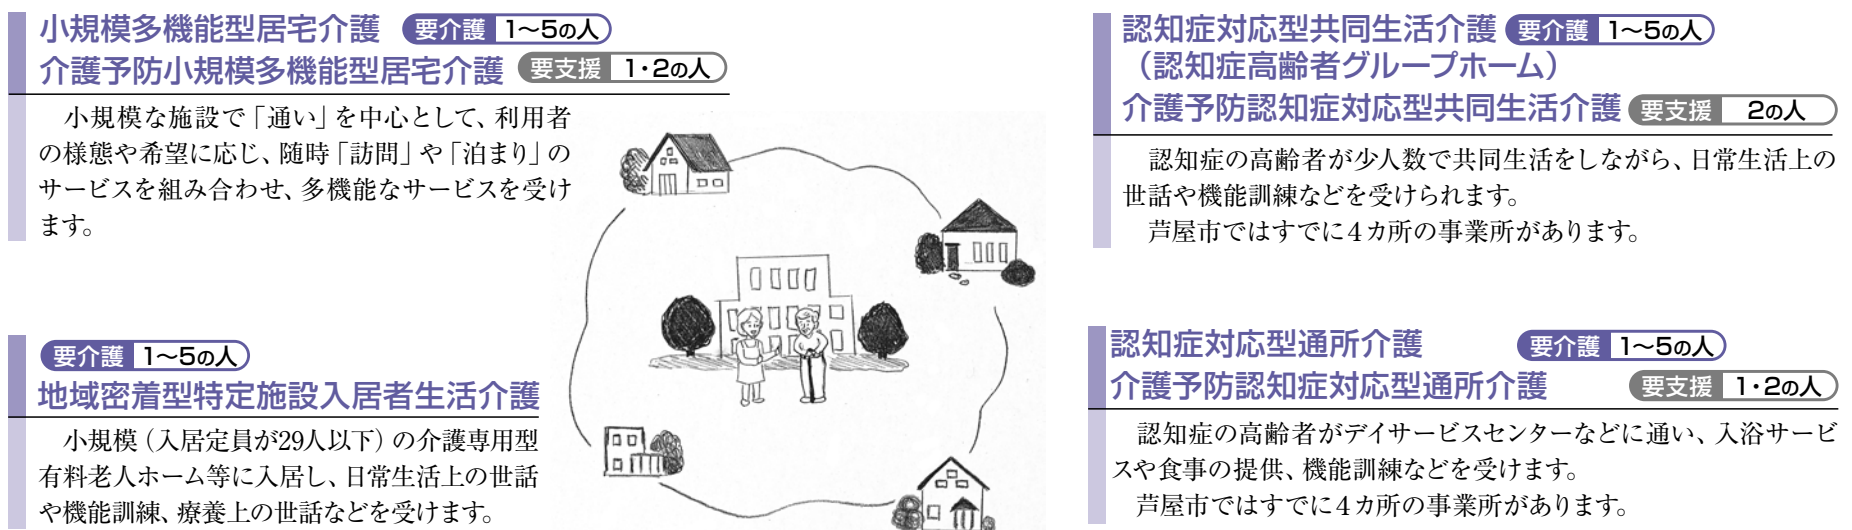 小規模多機能型居宅介護 要介護 1～5の人
介護予防小規模多機能型居宅介護 要支援 1・2の人
小規模な施設で「通い」を中心として、利用者
の様態や希望に応じ、随時「訪問」や「泊まり」の
サービスを組み合わせ、多機能なサービスを受け
ます。
要介護 1～5の人
地域密着型特定施設入居者生活介護
小規模（入居定員が29人以下）の介護専用型
有料老人ホーム等に入居し、日常生活上の世話
や機能訓練、療養上の世話などを受けます。
認知症対応型共同生活介護 要介護 1～5の人
（認知症高齢者グループホーム）
介護予防認知症対応型共同生活介護 要支援 2の人
認知症の高齢者が少人数で共同生活をしながら、日常生活上の
世話や機能訓練などを受けられます。
芦屋市ではすでに4カ所の事業所があります。
認知症対応型通所介護 要介護 1～5の人
介護予防認知症対応型通所介護 要支援 1・2の人
認知症の高齢者がデイサービスセンターなどに通い、入浴サービ
スや食事の提供、機能訓練などを受けます。
芦屋市ではすでに4カ所の事業所があります。